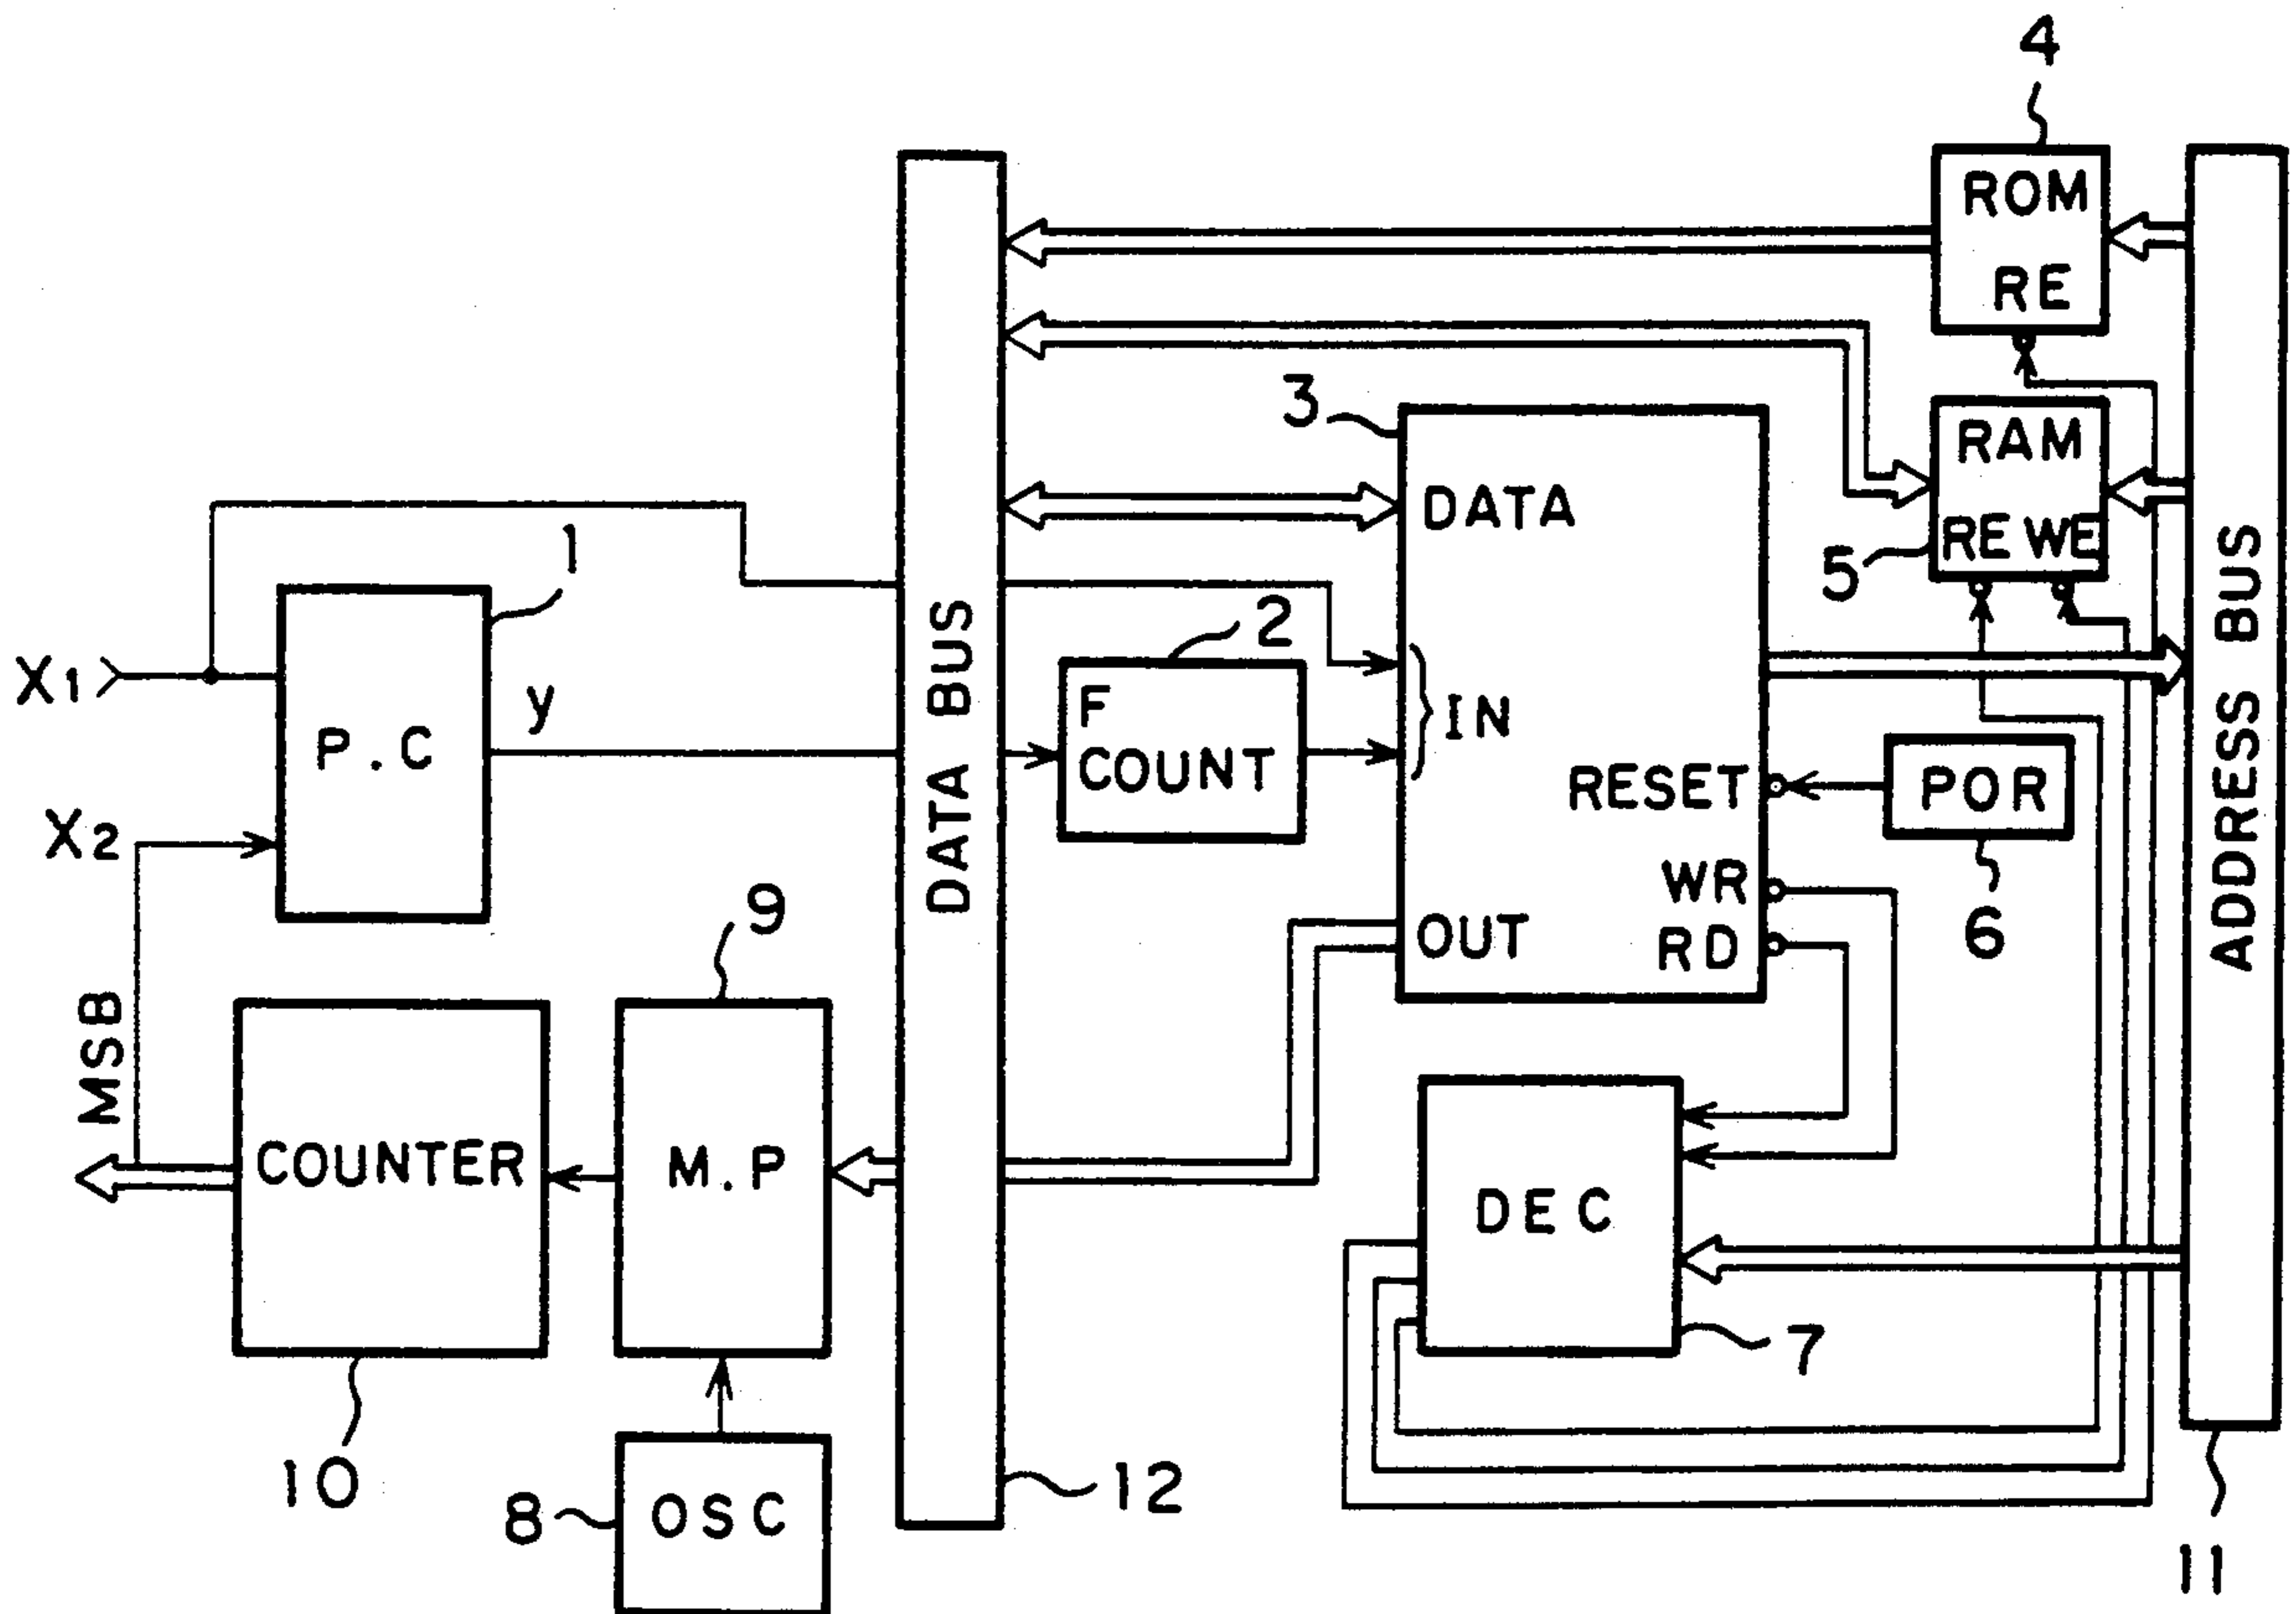 4
ROM
RE
3
RAM
RE WE
5
DATA
1
2
X1
y
P.C
F
COUNT
IN
X2
RESET
POR
6
WR
RD
OUT
DATA BUS
ADDRESS BUS
9
MSB
COUNTER
M.P
DEC
7
10
8
OSC
12
11